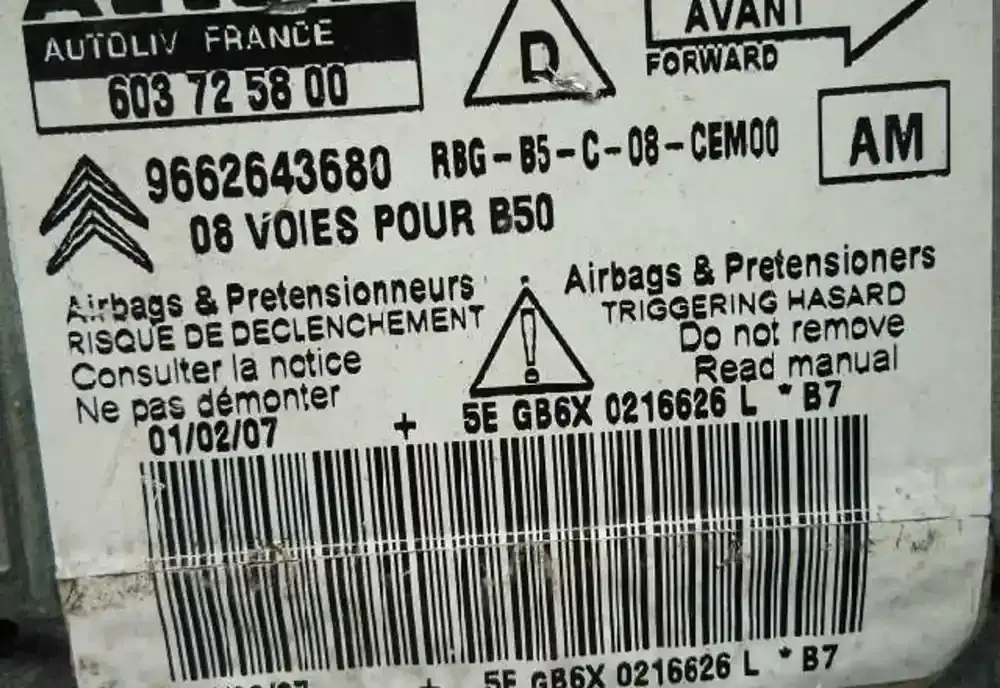 AUTOLIV FRANCE
603 72 58 00
D
AVANT
FORWARD
AM
9662643680 RBG-B5-C-08-CEM00
08 VOIES POUR B50
Airbags & Pretensionneurs
RISQUE DE DECLENCHEMENT
Consulter la notice
Ne pas démonter
01/02/07
Airbags & Pretensioners
TRIGGERING HASARD
Do not remove
Read manual
+ 5E GB6X 0216626 L * B7
+ 5E GB6X 0216626 L * B7